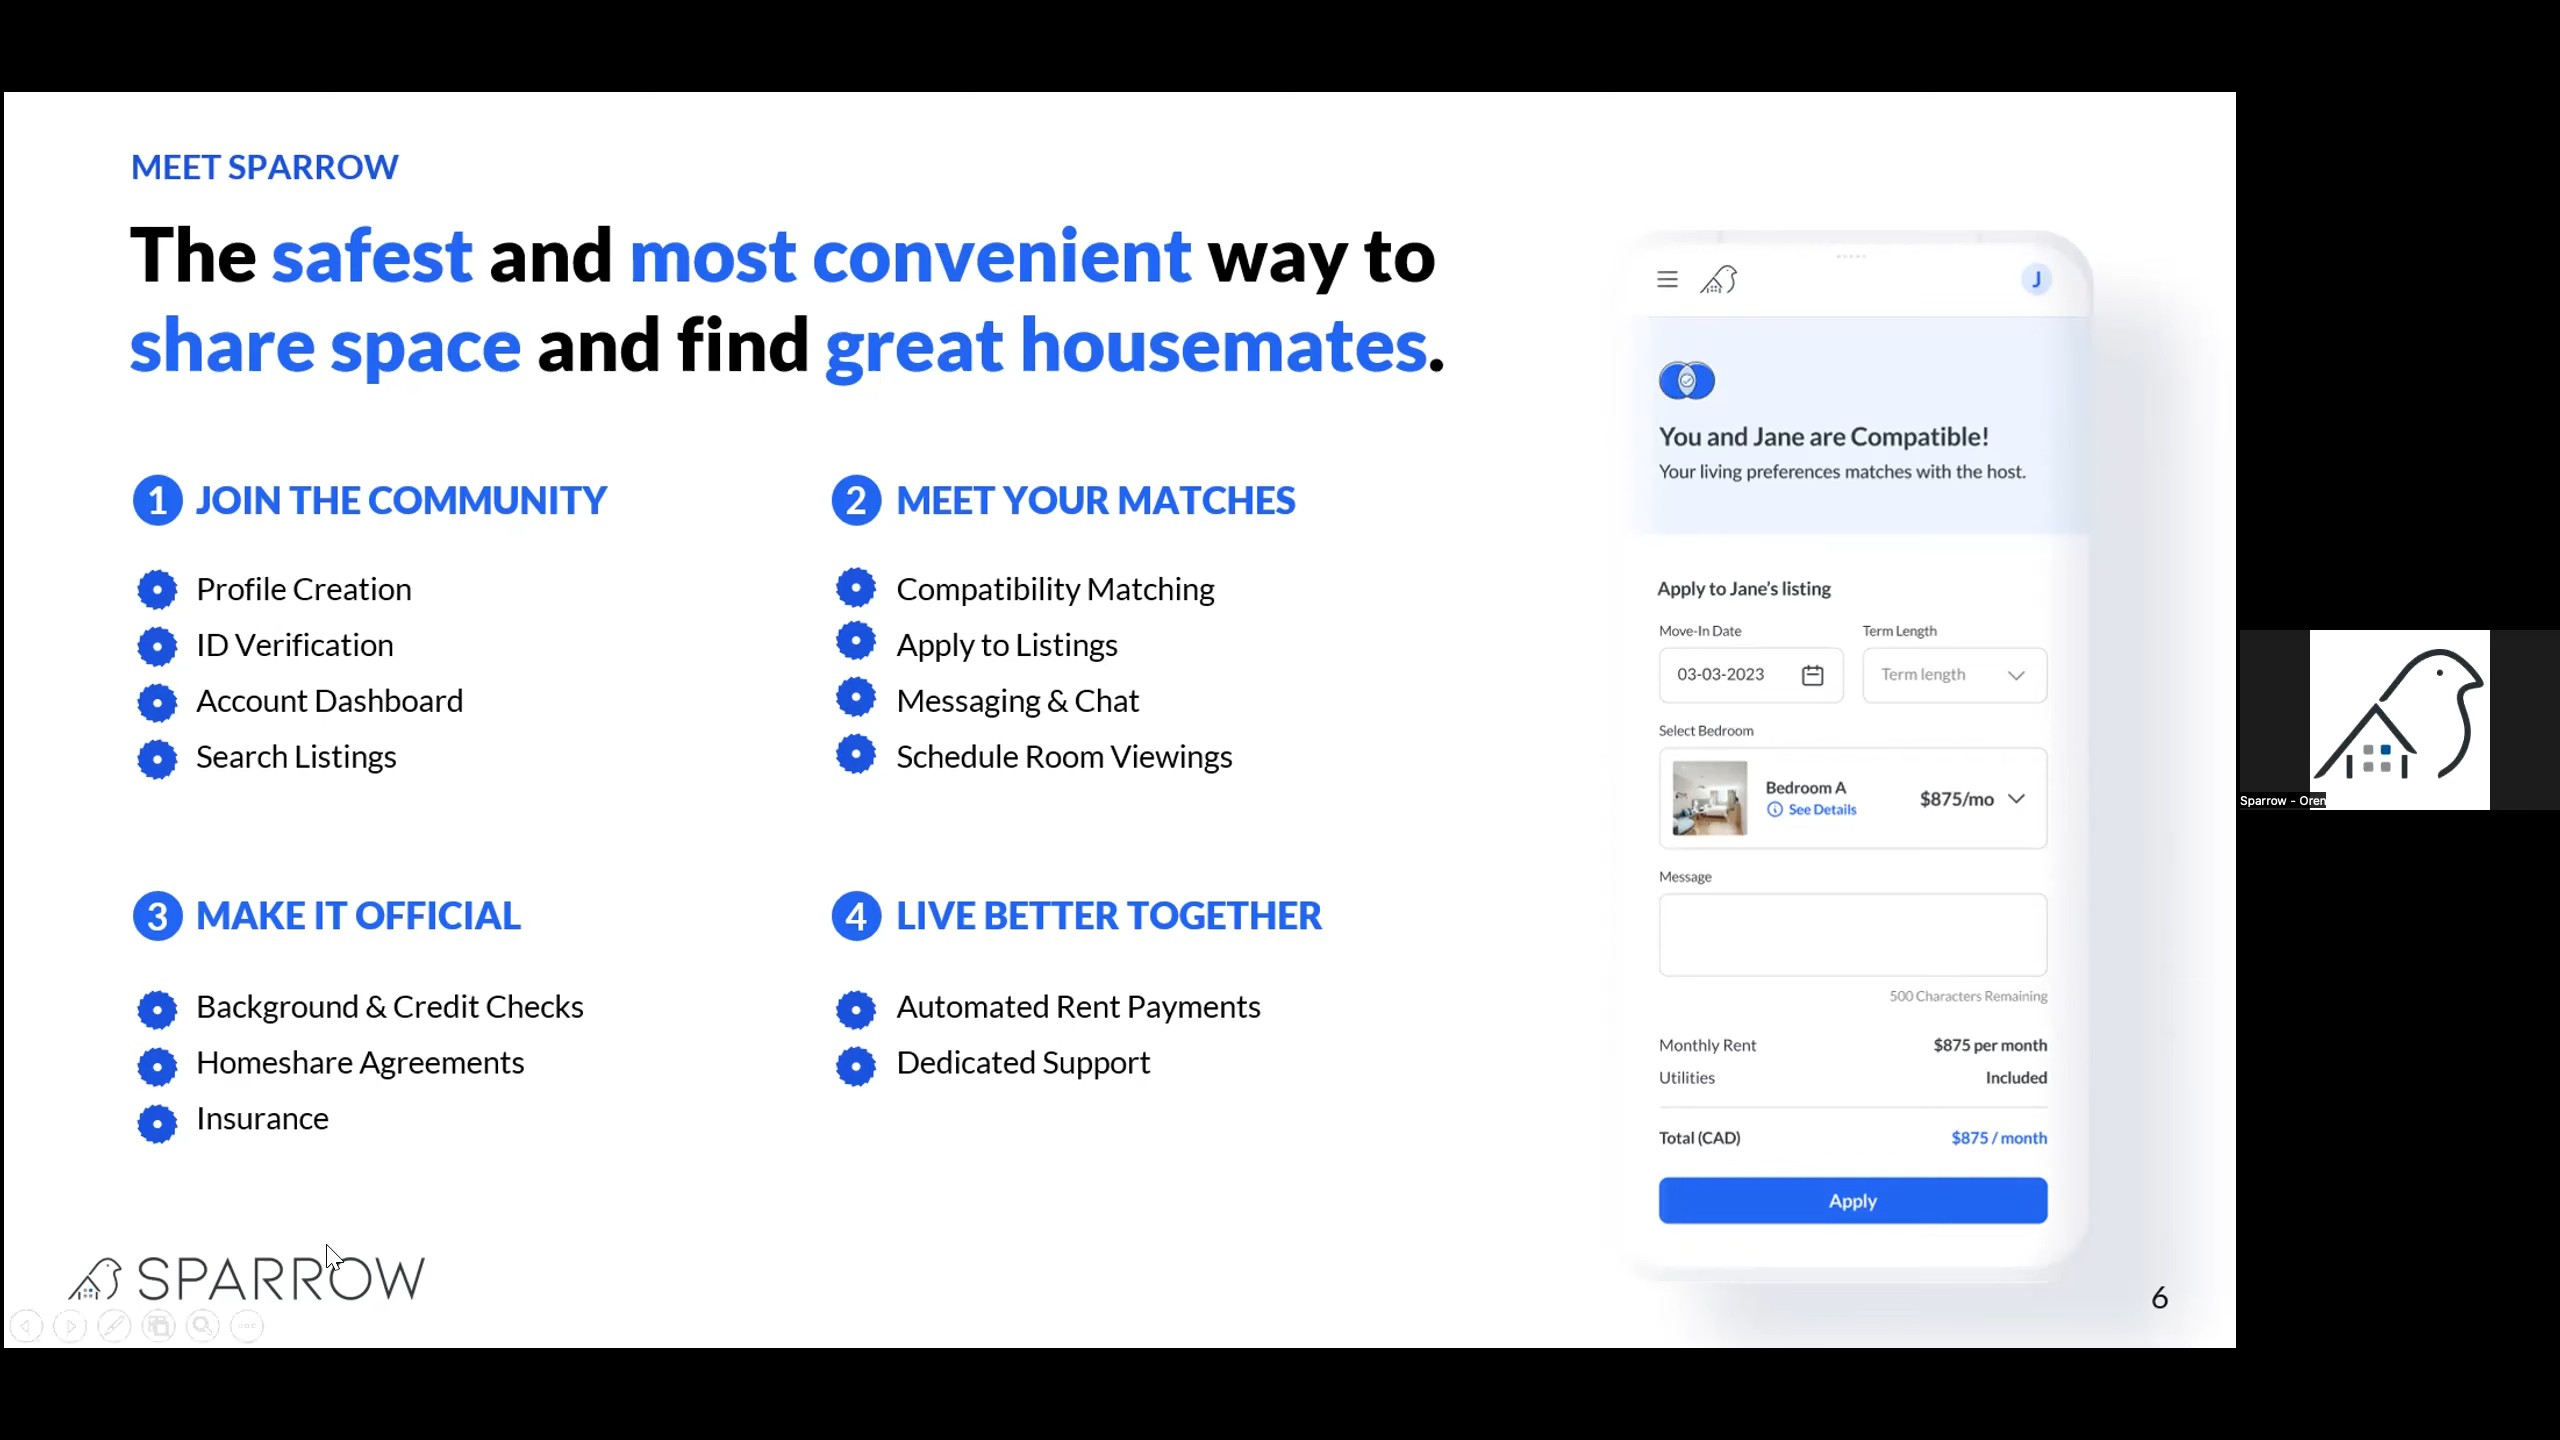 MEET SPARROW
The safest and most convenient way to
share space and find great housemates.
1 JOIN THE COMMUNITY
Profile Creation
ID Verification
Account Dashboard
Search Listings
2 MEET YOUR MATCHES
Compatibility Matching
Apply to Listings
Messaging & Chat
Schedule Room Viewings
3 MAKE IT OFFICIAL
Background & Credit Checks
Homeshare Agreements
Insurance
4 LIVE BETTER TOGETHER
Automated Rent Payments
Dedicated Support
J
You and Jane are Compatible!
Your living preferences matches with the host.
Apply to Jane's listing
Move-In Date Term Length
03-03-2023 Term length
Select Bedroom
Bedroom A
See Details
$875/mo
Message
500 Characters Remaining
Monthly Rent $875 per month
Utilities Included
Total (CAD) $875 / month
Apply
SPARROW
6
Sparrow - Oren